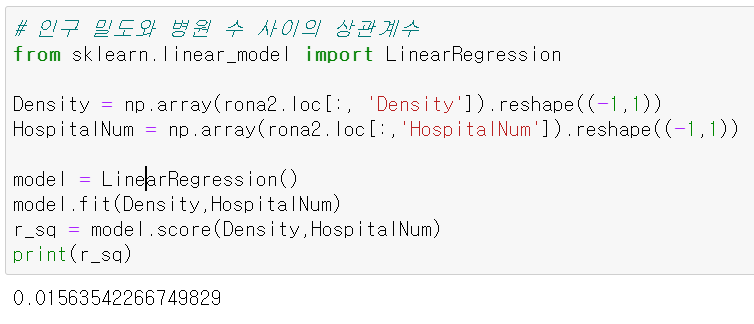 # 인구 밀도와 병원 수 사이의 상관계수
from sklearn.linear_model import LinearRegression
Density = np.array(rona2.loc[:, 'Density']).reshape((-1,1))
HospitalNum = np.array(rona2.loc[:,'HospitalNum']).reshape((-1,1))
model = LinearRegression()
model.fit(Density,HospitalNum)
r_sq = model.score(Density,HospitalNum)
print(r_sq)
0.01563542266749829